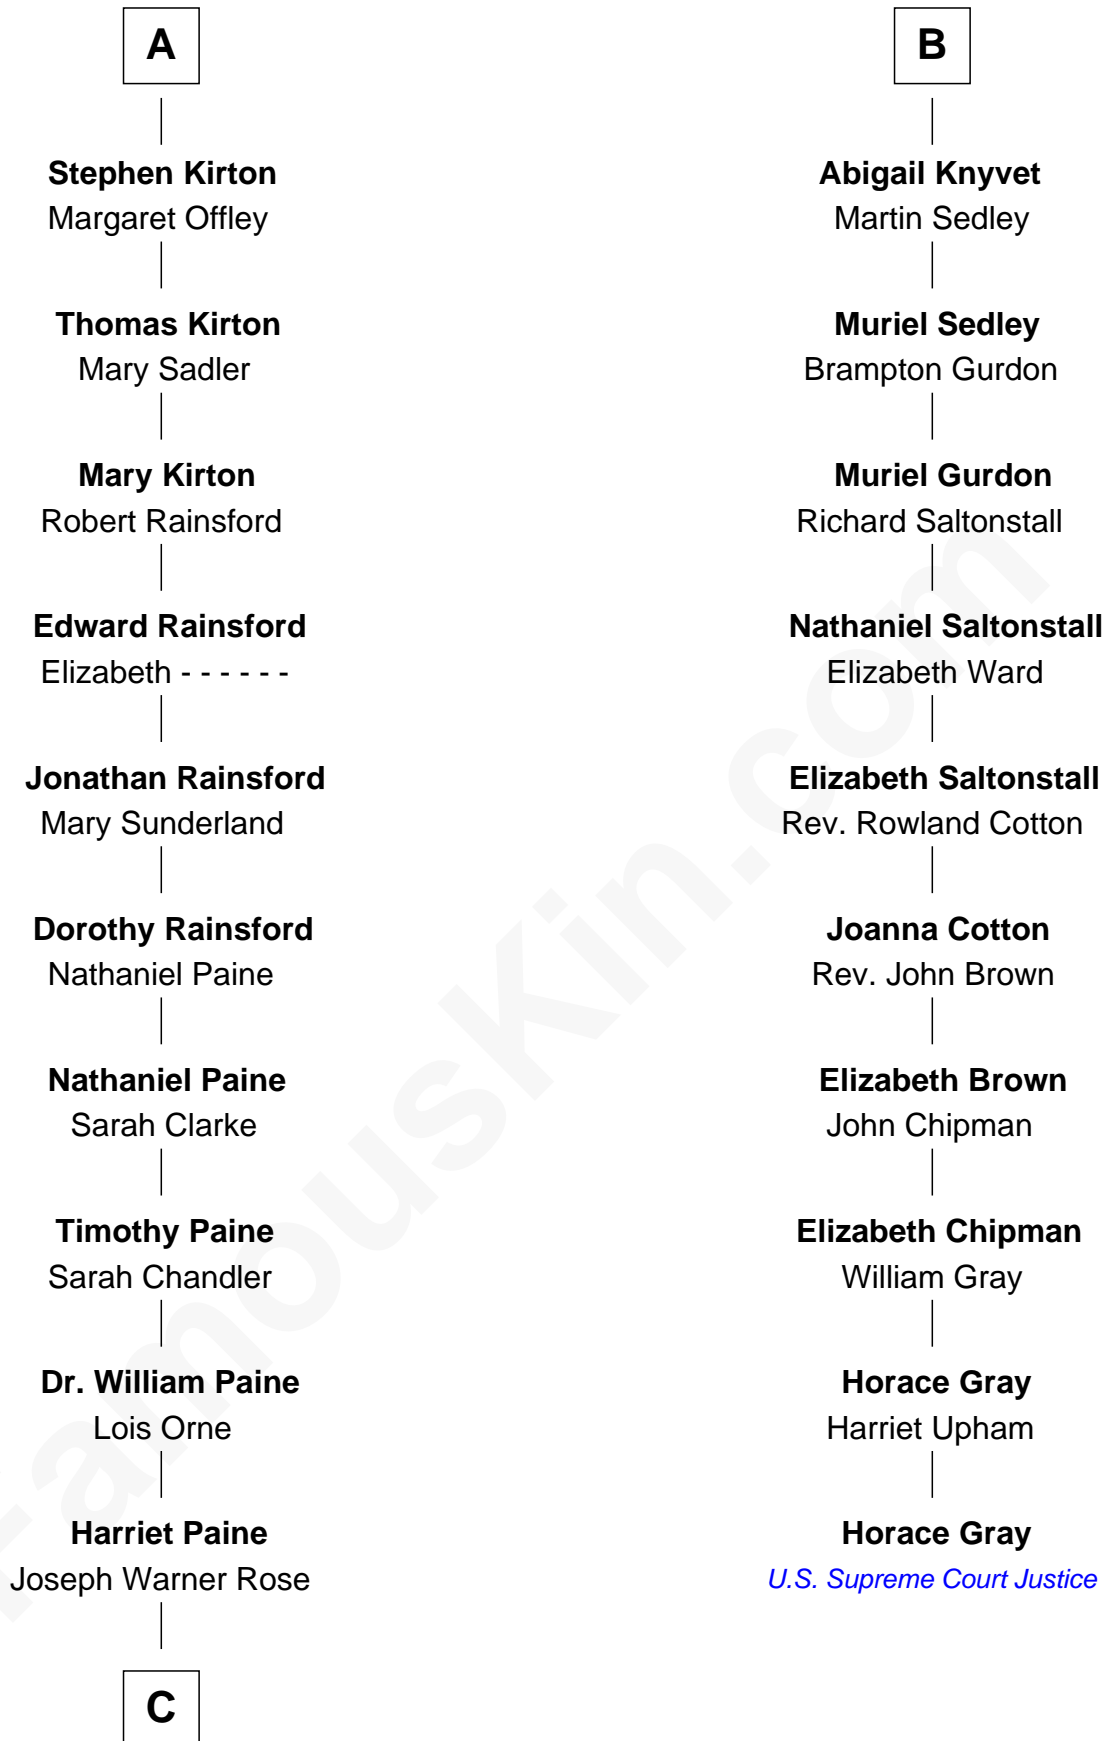 A
Stephen Kirton
Margaret Offley
Thomas Kirton
Mary Sadler
Mary Kirton
Robert Rainsford
Edward Rainsford
Elizabeth - - - - - -
Jonathan Rainsford
Mary Sunderland
Dorothy Rainsford
Nathaniel Paine
Nathaniel Paine
Sarah Clarke
Timothy Paine
Sarah Chandler
Dr. William Paine
Lois Orne
Harriet Paine
Joseph Warner Rose
C
B
Abigail Knyvet
Martin Sedley
Muriel Sedley
Brampton Gurdon
Muriel Gurdon
Richard Saltonstall
Nathaniel Saltonstall
Elizabeth Ward
Elizabeth Saltonstall
Rev. Rowland Cotton
Joanna Cotton
Rev. John Brown
Elizabeth Brown
John Chipman
Elizabeth Chipman
William Gray
Horace Gray
Harriet Upham
Horace Gray
U.S. Supreme Court Justice
FamousKin.com